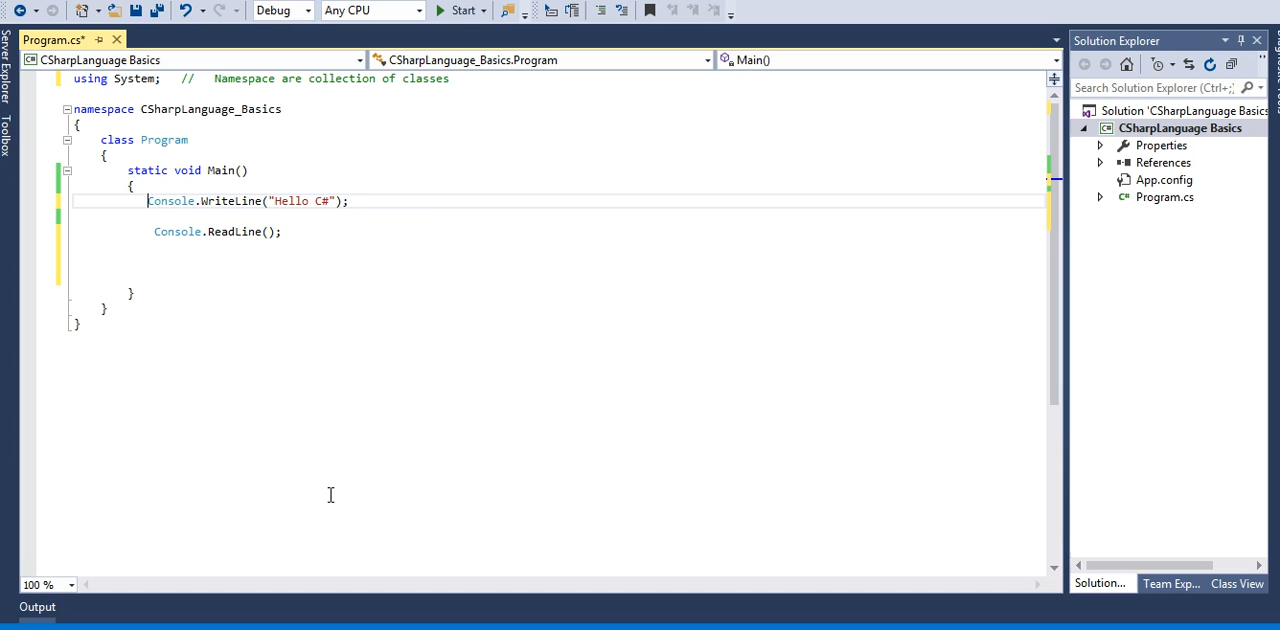 Debug
Any CPU
Start
Server Explorer
Toolbox
Program.cs*
CSharpLanguage Basics
CSharpLanguage_Basics.Program
Main()
using System;   //   Namespace are collection of classes
namespace CSharpLanguage_Basics
{
class Program
{
static void Main()
{
Console.WriteLine("Hello C#");
Console.ReadLine();
}
}
}
100 %
Output
Solution Explorer
Search Solution Explorer (Ctrl+;)
Solution 'CSharpLanguage Basics
CSharpLanguage Basics
Properties
References
App.config
Program.cs
Solution...
Team Exp...
Class View